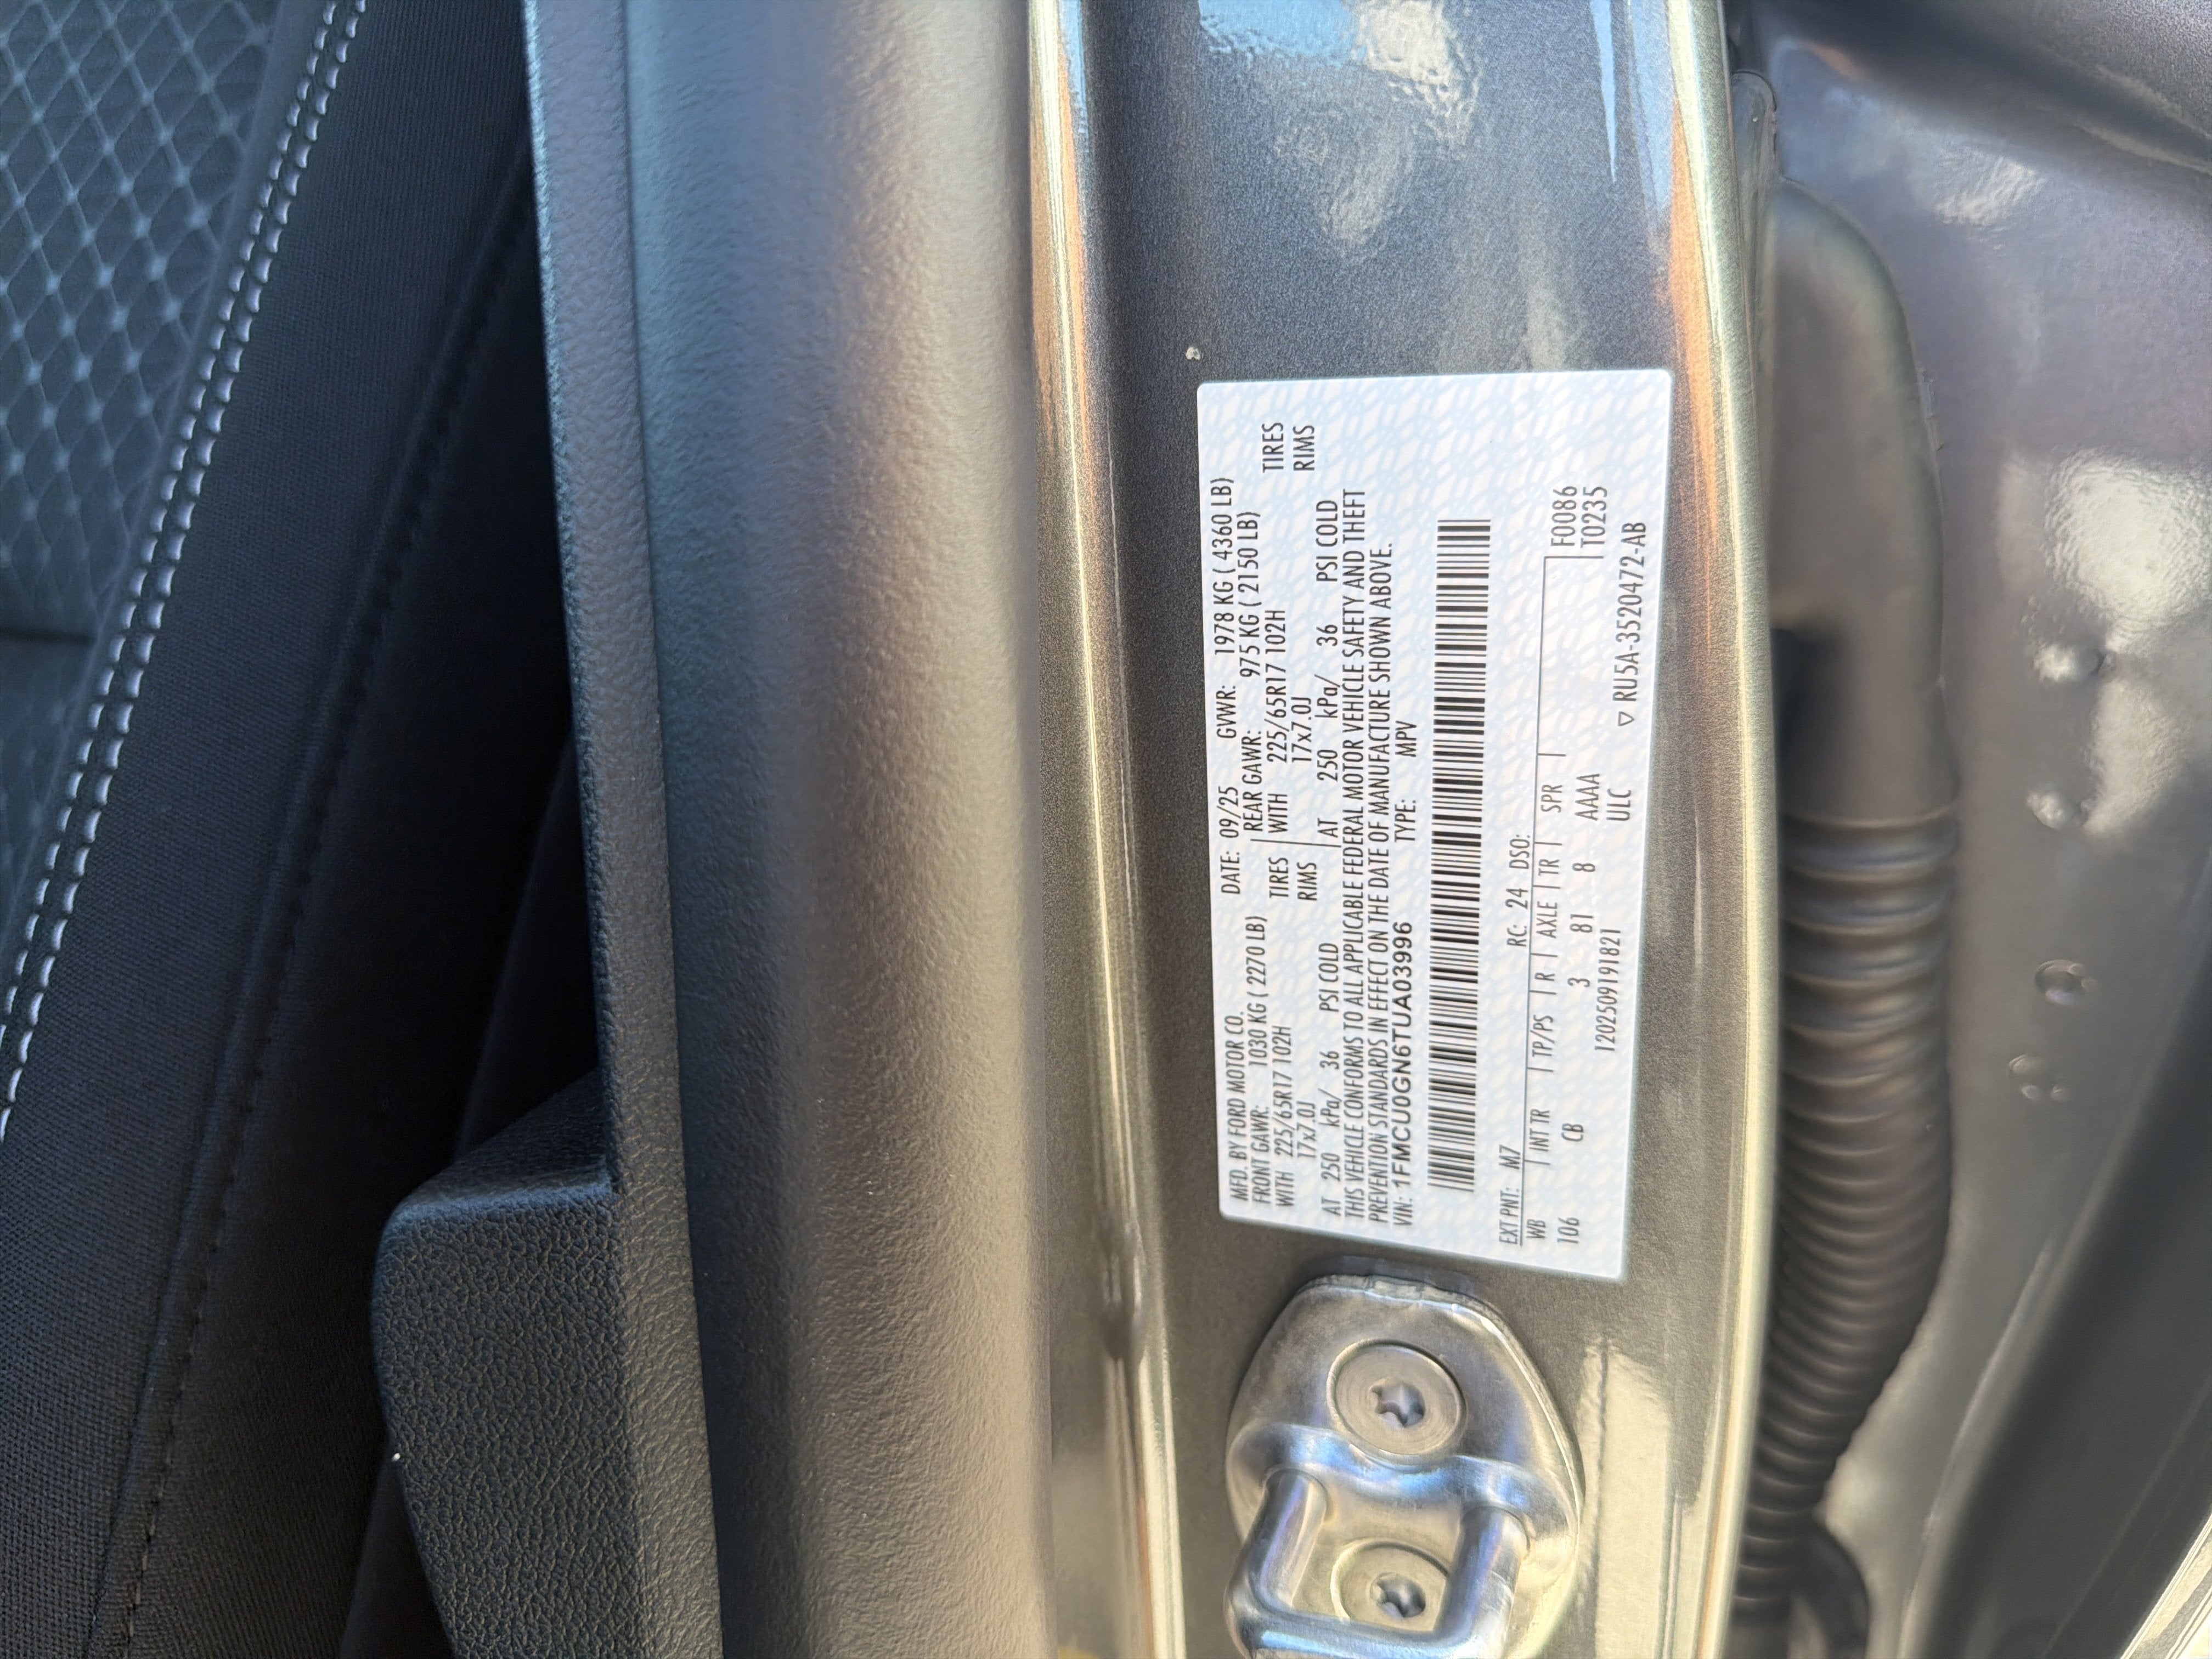 MFD. BY FORD MOTOR CO. DATE: 09/25 GVWR: 1978 KG ( 4360 LB)
FRONT GAWR: 1030 KG ( 2270 LB) REAR GAWR: 975 KG ( 2150 LB)
WITH 225/65R17 102H TIRES WITH 225/65R17 102H TIRES
17x7.0J RIMS 17x7.0J RIMS
AT 250 kPa/ 36 PSI COLD AT 250 kPa/ 36 PSI COLD
THIS VEHICLE CONFORMS TO ALL APPLICABLE FEDERAL MOTOR VEHICLE SAFETY AND THEFT
PREVENTION STANDARDS IN EFFECT ON THE DATE OF MANUFACTURE SHOWN ABOVE.
VIN: 1FMCU0GN6TUA03996 TYPE: MPV
EXT PNT: M7 RC: 24 DSO:
WB INT TR TP/PS R AXLE TR SPR F0086
106 CB 3 81 8 AAAA T0235
1202509191821 ULC
▽ RU5A-3520472-AB